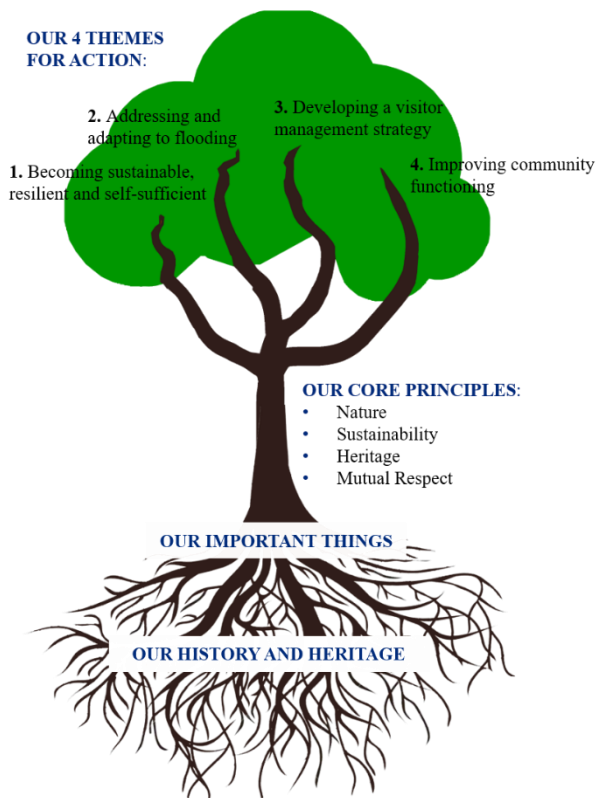 OUR 4 THEMES
FOR ACTION:
1. Becoming sustainable,
resilient and self-sufficient
2. Addressing and
adapting to flooding
3. Developing a visitor
management strategy
4. Improving community
functioning
OUR CORE PRINCIPLES:
• Nature
• Sustainability
• Heritage
• Mutual Respect
OUR IMPORTANT THINGS
OUR HISTORY AND HERITAGE